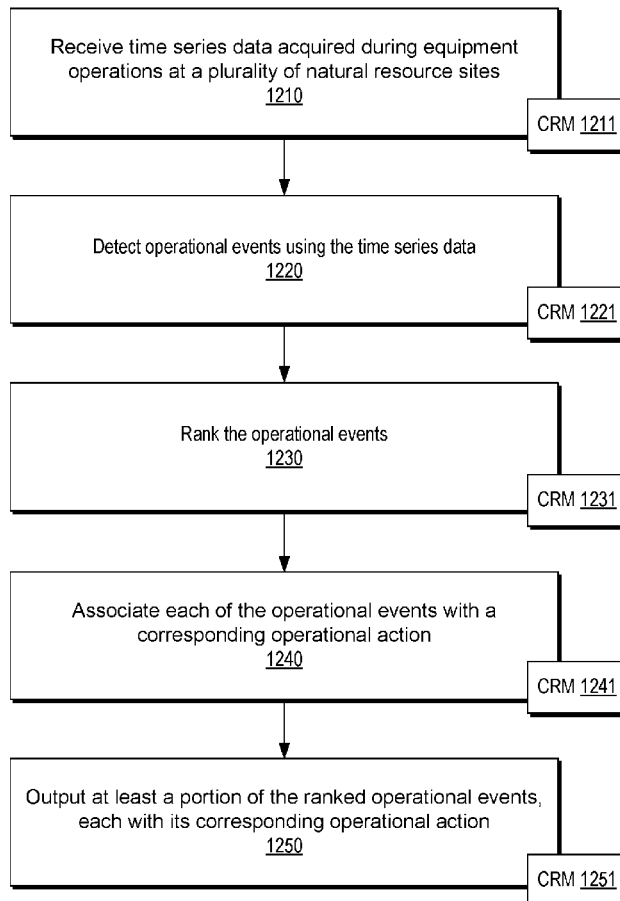 Receive time series data acquired during equipment
operations at a plurality of natural resource sites
1210
CRM 1211
Detect operational events using the time series data
1220
CRM 1221
Rank the operational events
1230
CRM 1231
Associate each of the operational events with a
corresponding operational action
1240
CRM 1241
Output at least a portion of the ranked operational events,
each with its corresponding operational action
1250
CRM 1251